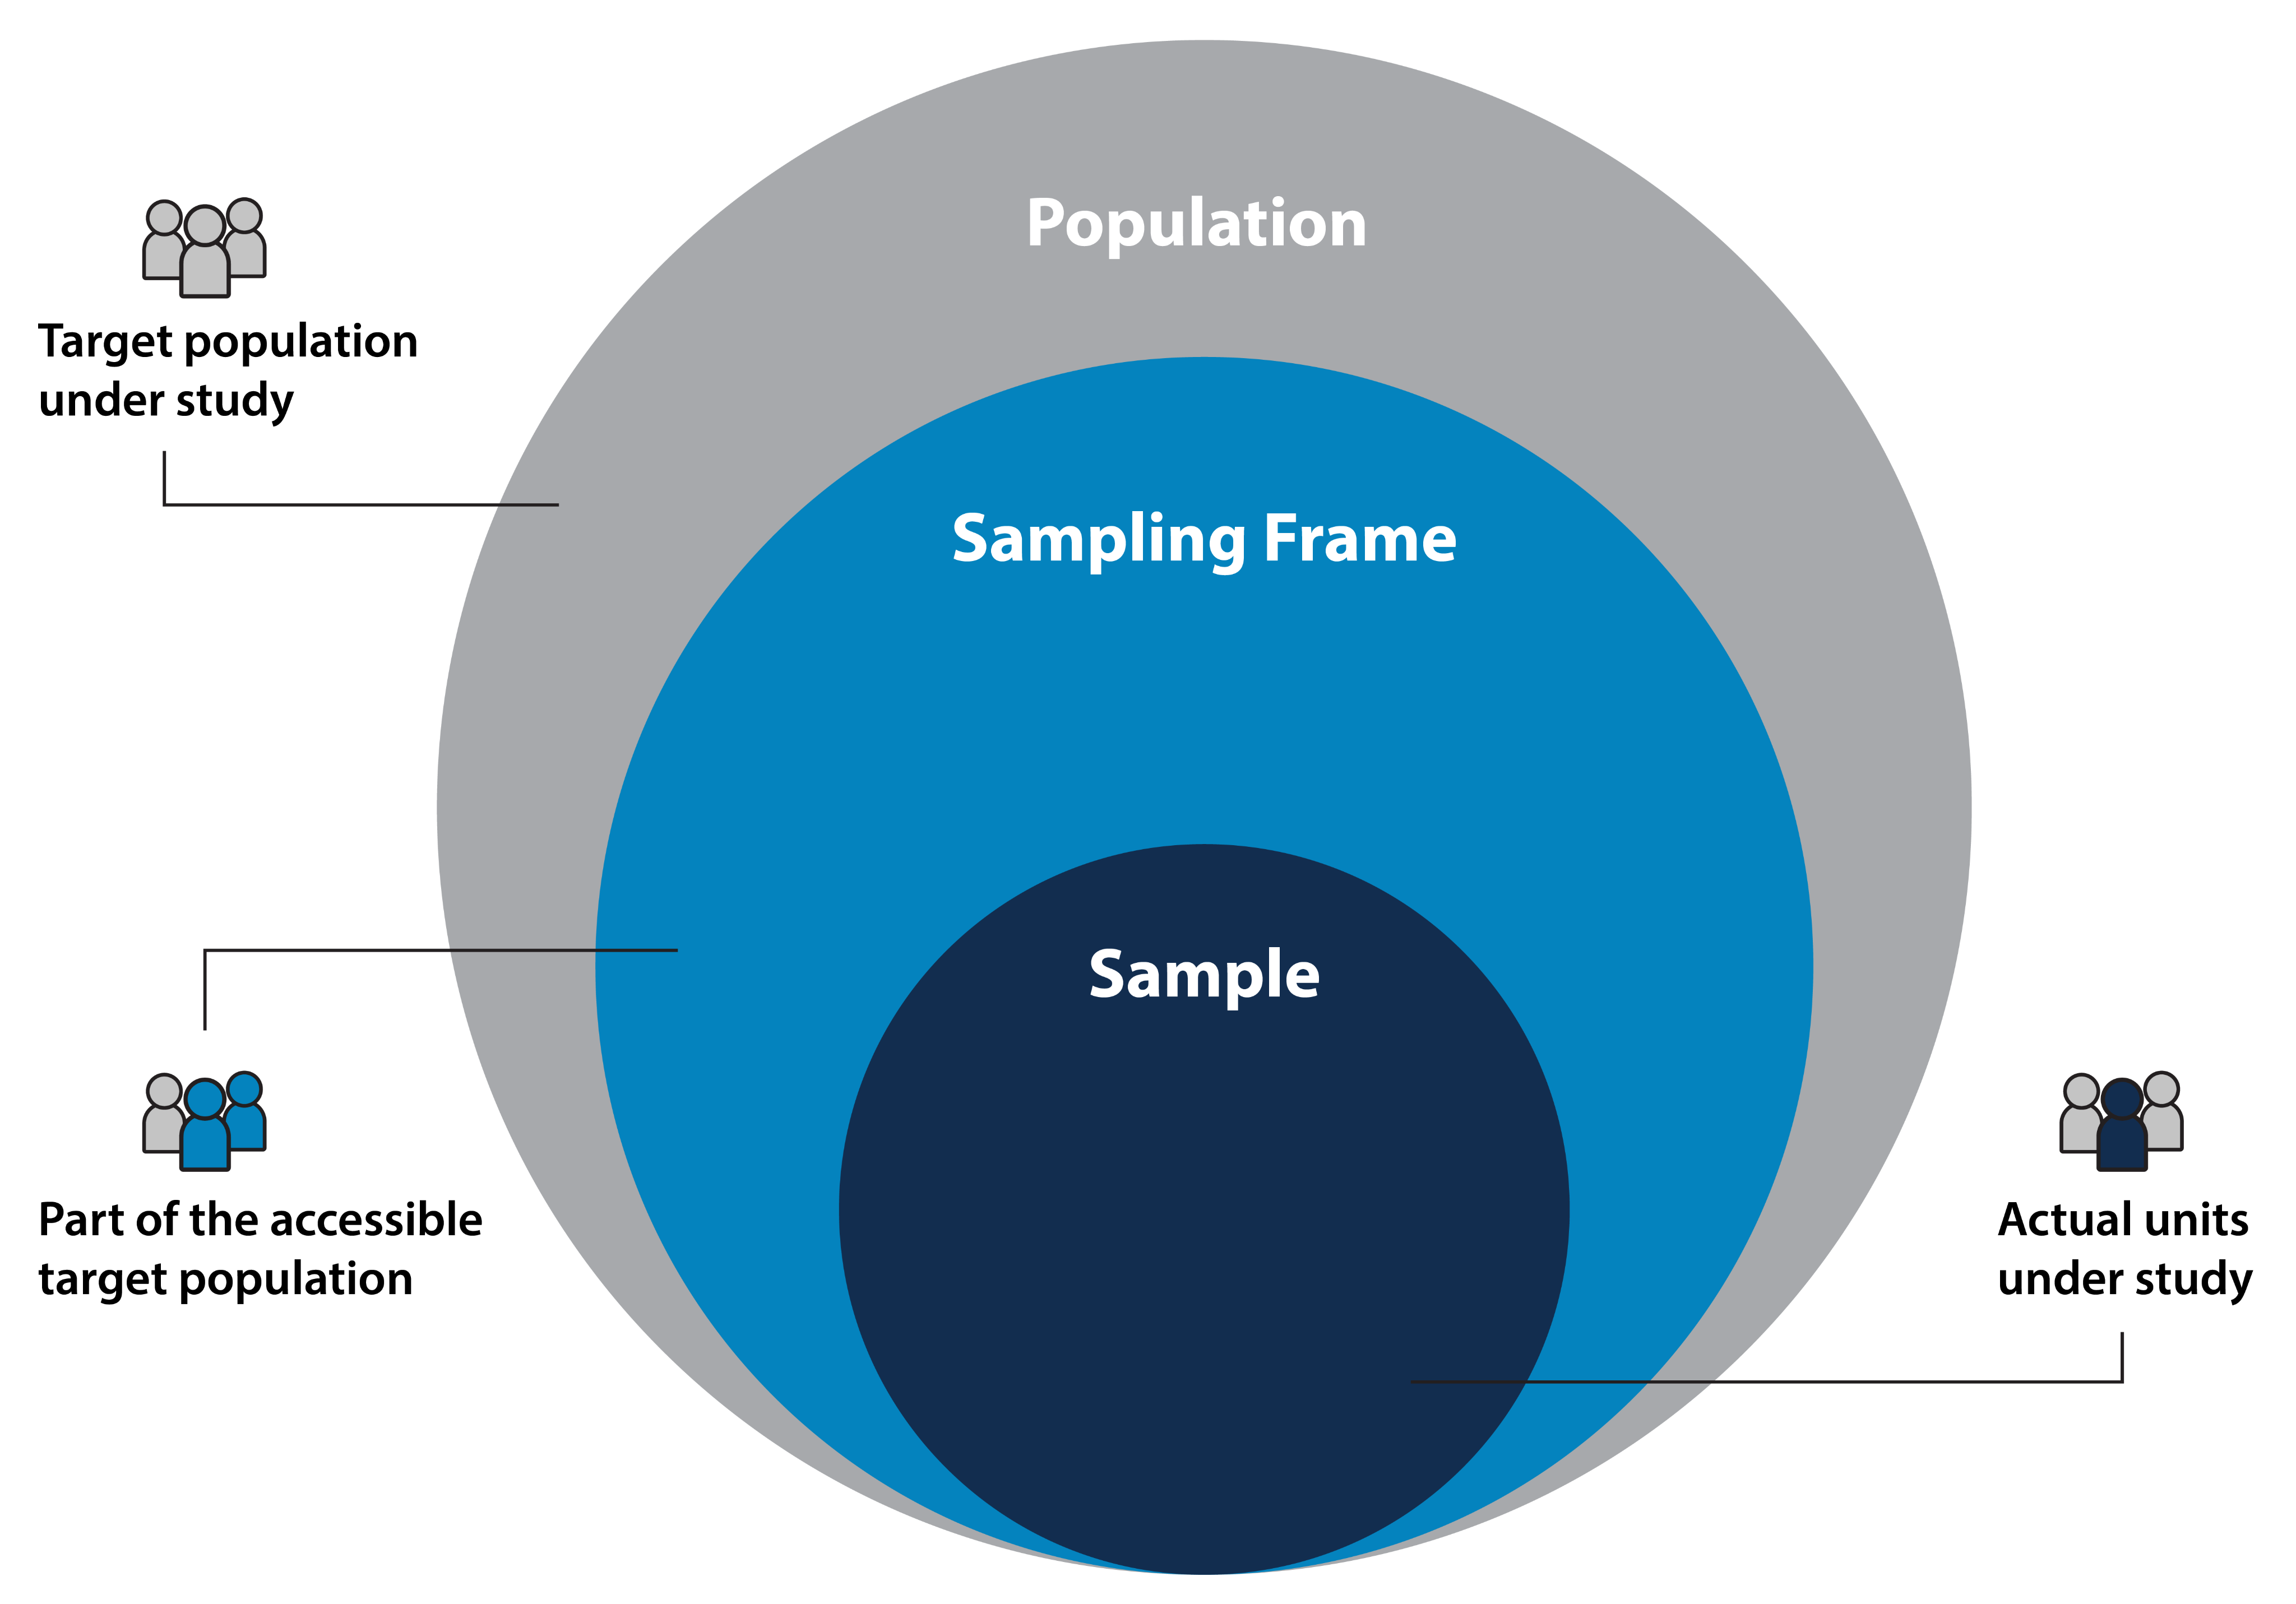 Population
Target population
under study
Sampling Frame
Sample
Part of the accessible
target population
Actual units
under study